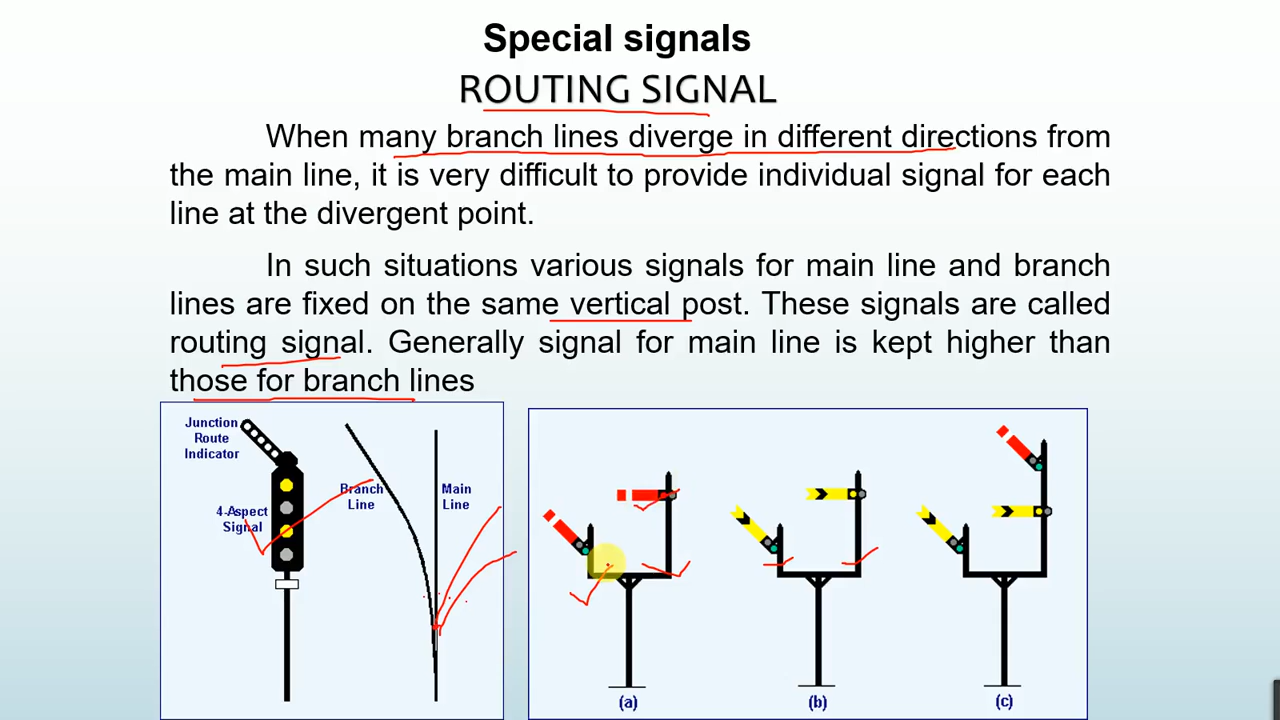 Special signals
ROUTING SIGNAL
When many branch lines diverge in different directions from
the main line, it is very difficult to provide individual signal for each
line at the divergent point.
In such situations various signals for main line and branch
lines are fixed on the same vertical post. These signals are called
routing signal. Generally signal for main line is kept higher than
those for branch lines
Junction
Route
Indicator
4-Aspect
Signal
Branch
Line
Main
Line
(a)
(b)
(c)